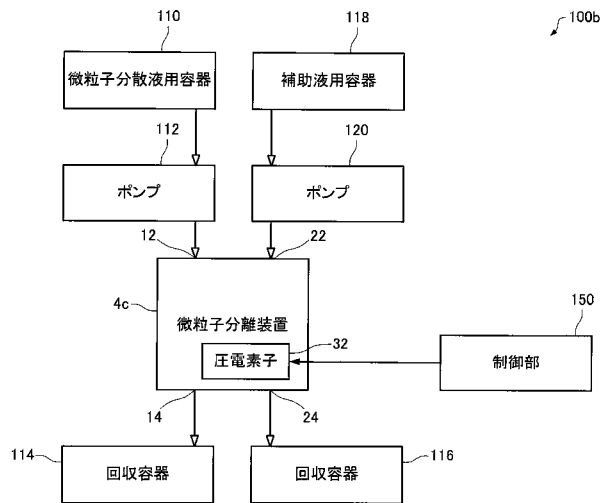 100b
110
118
微粒子分散液用容器
補助液用容器
112
120
ポンプ
ポンプ
12
22
4c
微粒子分離装置
32
圧電素子
150
制御部
14
24
114
回収容器
回収容器
116